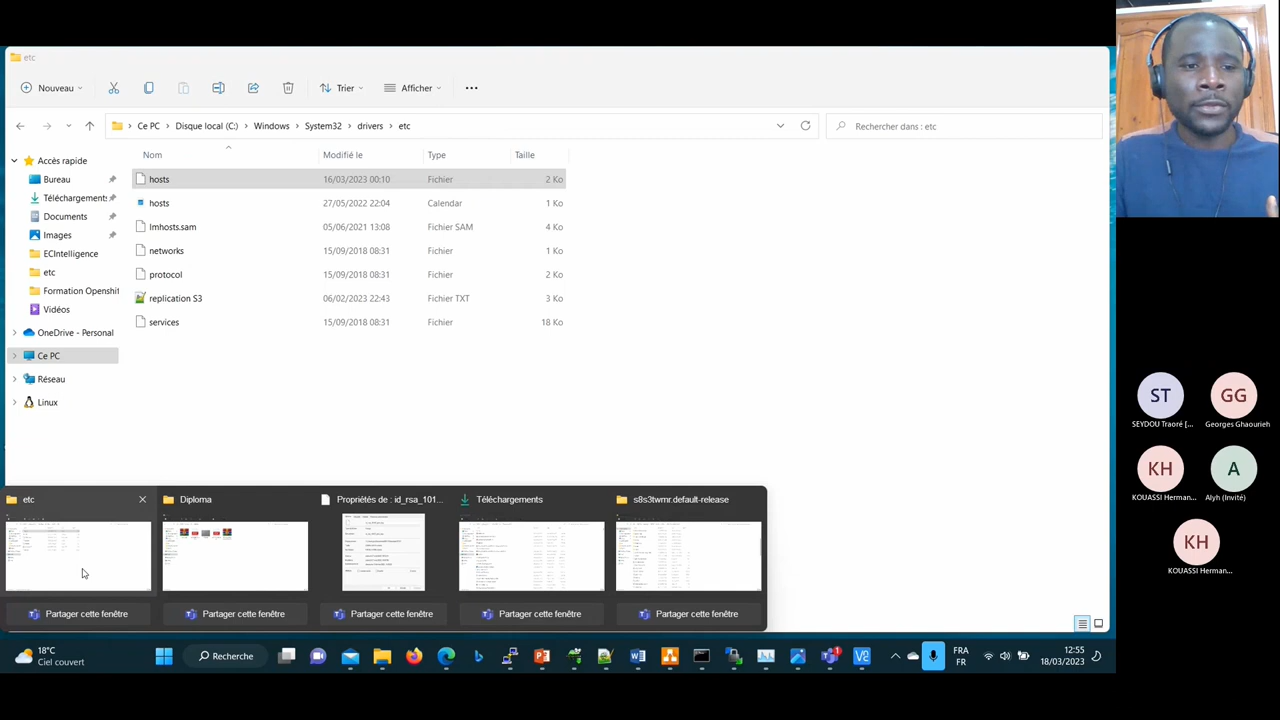 etc
Nouveau
Trier
Afficher
Ce PC > Disque local (C:) > Windows > System32 > drivers > etc
Rechercher dans : etc
Nom Modifié le Type Taille
Accès rapide
Bureau
Téléchargement:
Documents
Images
ECIntelligence
etc
Formation Openshit
Vidéos
OneDrive - Personal
Ce PC
Réseau
Linux
hosts 16/03/2023 00:10 Fichier 2 Ko
hosts 27/05/2022 22:04 Calendar 1 Ko
lmhosts.sam 05/06/2021 13:08 Fichier SAM 4 Ko
networks 15/09/2018 08:31 Fichier 1 Ko
protocol 15/09/2018 08:31 Fichier 2 Ko
replication S3 06/02/2023 22:43 Fichier TXT 3 Ko
services 15/09/2018 08:31 Fichier 18 Ko
etc
Diploma
Propriétés de : id_rsa_101...
Téléchargements
s8s3twmr.default-release
Partager cette fenêtre
Partager cette fenêtre
Partager cette fenêtre
Partager cette fenêtre
Partager cette fenêtre
18°C
Ciel couvert
Recherche
1
FRA
FR
12:55
18/03/2023
ST
SEYDOU Traoré [...
GG
Georges Ghaourieh
KH
KOUASSI Herman...
A
Alyh (Invité)
KH
KOUASSI Herman...